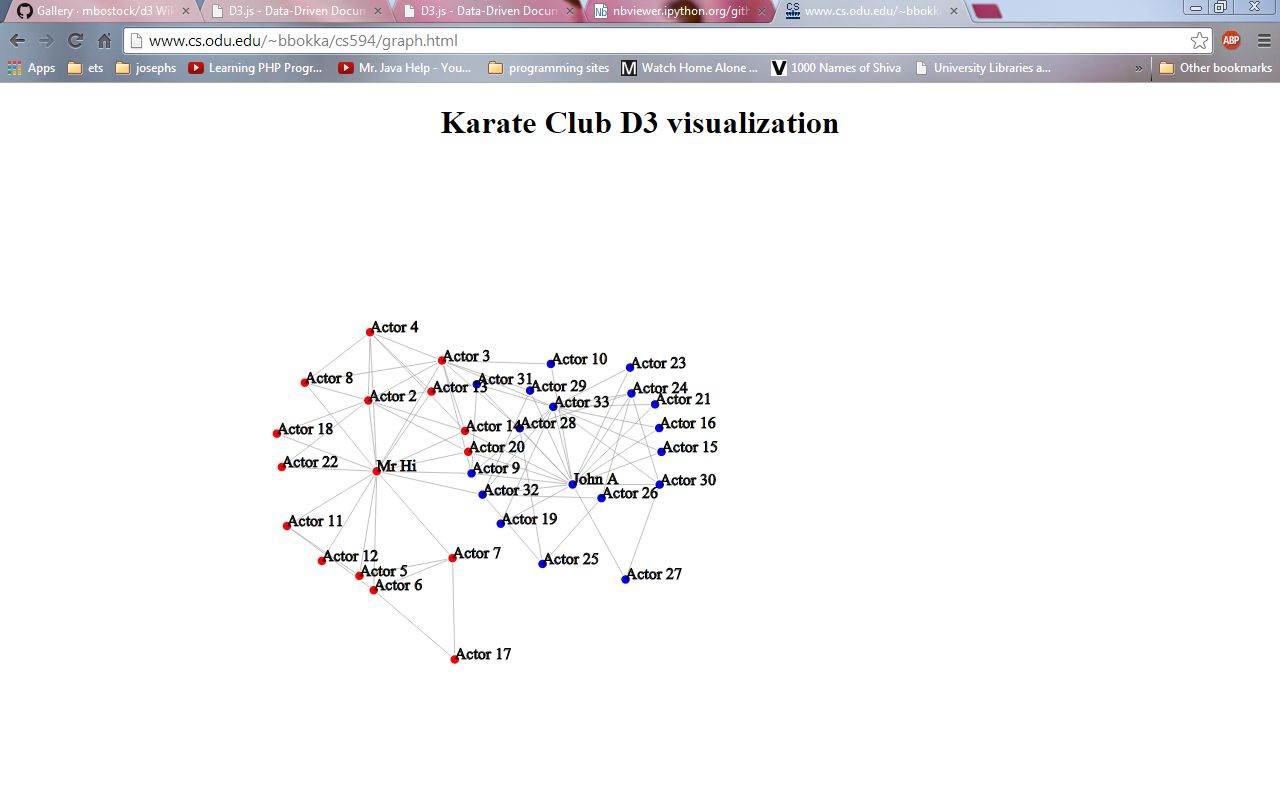 Gallery · mbostock/d3 Wik
D3.js - Data-Driven Docun
D3.js - Data-Driven Docun
nbviewer.ipython.org/gith
www.cs.odu.edu/~bbokka
www.cs.odu.edu/~bbokka/cs594/graph.html
ABP
Apps
ets
josephs
Learning PHP Progr...
Mr. Java Help - You...
programming sites
Watch Home Alone ...
1000 Names of Shiva
University Libraries a...
»
Other bookmarks
Karate Club D3 visualization
Actor 4
Actor 3
Actor 10
Actor 23
Actor 8
Actor 31
Actor 13
Actor 29
Actor 24
Actor 2
Actor 33
Actor 21
Actor 18
Actor 14
Actor 28
Actor 16
Actor 20
Actor 15
Actor 22
Mr Hi
Actor 9
John A
Actor 30
Actor 32
Actor 26
Actor 11
Actor 19
Actor 12
Actor 7
Actor 25
Actor 5
Actor 27
Actor 6
Actor 17